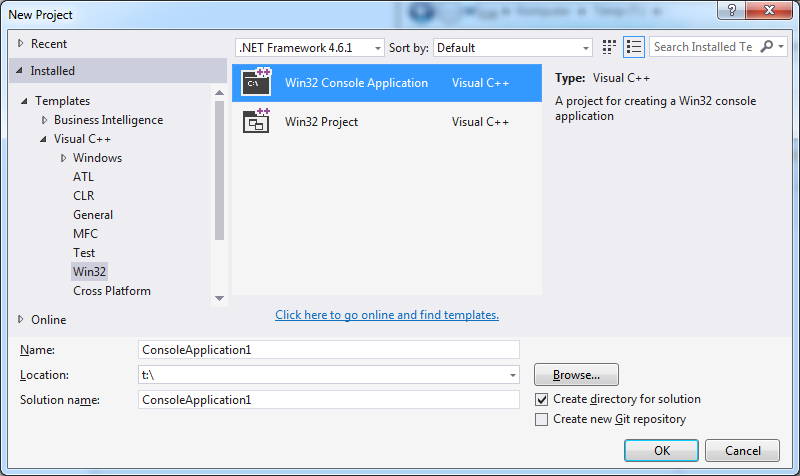 New Project
Recent
Installed
Templates
Business Intelligence
Visual C++
Windows
ATL
CLR
General
MFC
Test
Win32
Cross Platform
Online
.NET Framework 4.6.1
Sort by:
Default
Search Installed Te
C:\
Win32 Console Application
Visual C++
Win32 Project
Visual C++
Type: Visual C++
A project for creating a Win32 console
application
Click here to go online and find templates.
Name:
ConsoleApplication1
Location:
t:\
Browse...
Solution name:
ConsoleApplication1
Create directory for solution
Create new Git repository
OK
Cancel